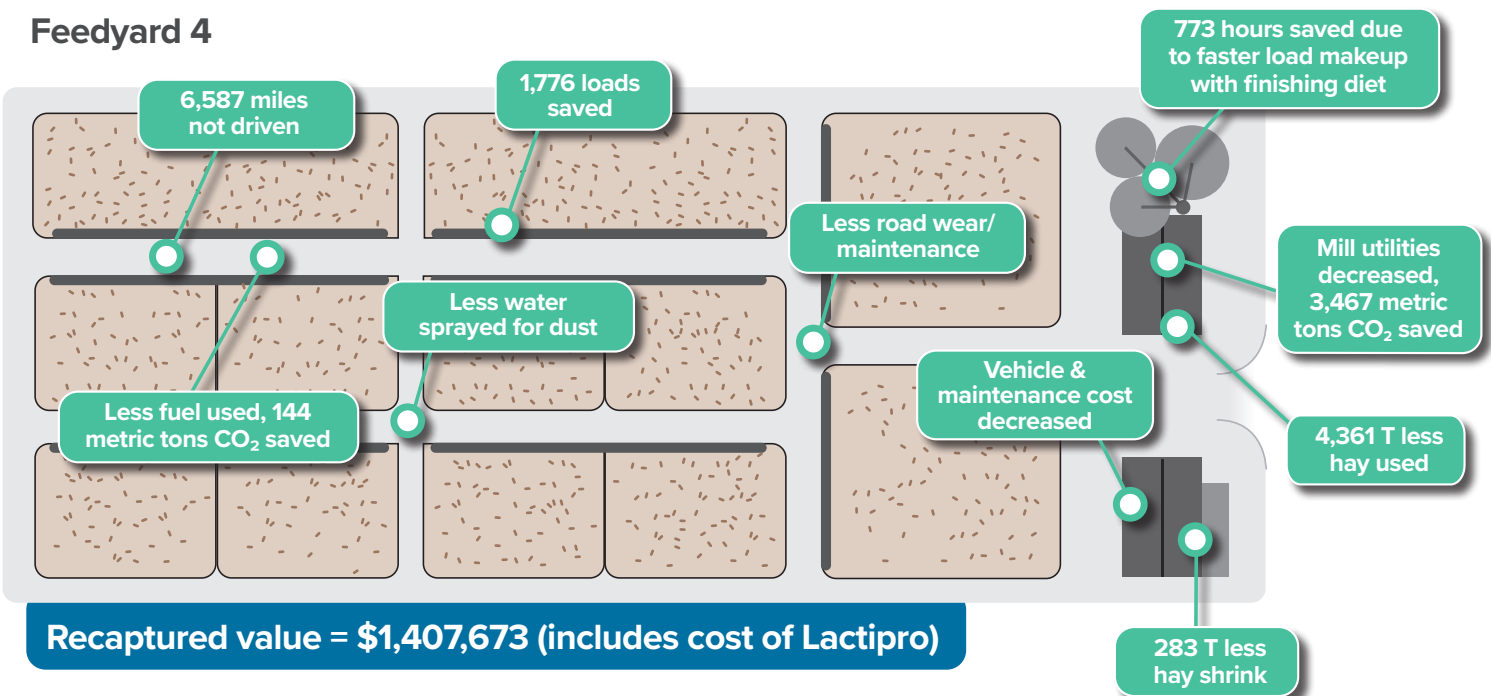 Feedyard 4
6,587 miles
not driven
1,776 loads
saved
773 hours saved due
to faster load makeup
with finishing diet
Less road wear/
maintenance
Mill utilities
decreased,
3,467 metric
tons CO₂ saved
Less water
sprayed for dust
Less fuel used, 144
metric tons CO₂ saved
Vehicle &
maintenance cost
decreased
4,361 T less
hay used
283 T less
hay shrink
Recaptured value = $1,407,673 (includes cost of Lactipro)